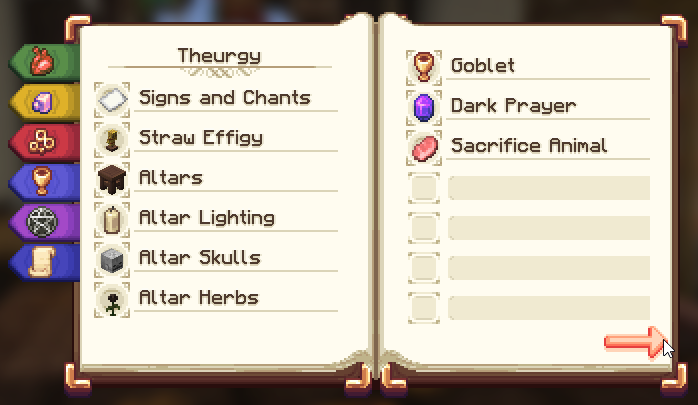 Theurgy
Signs and Chants
Straw Effigy
Altars
Altar Lighting
Altar Skulls
Altar Herbs
Goblet
Dark Prayer
Sacrifice Animal